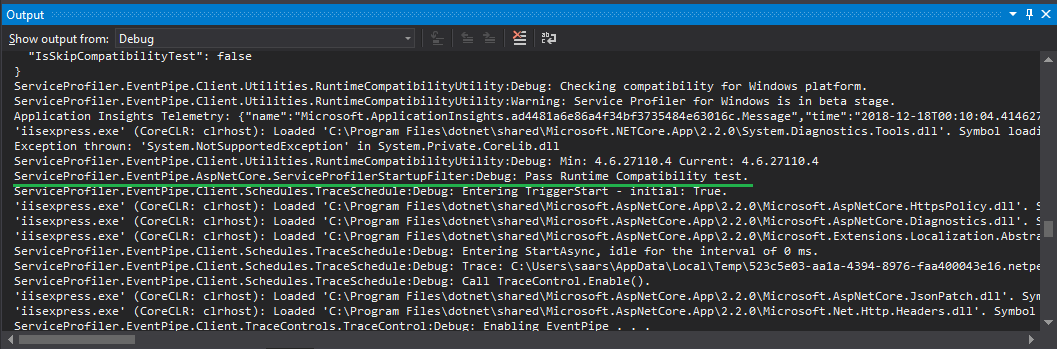 Output
Show output from: Debug
"IsSkipCompatibilityTest": false
}
ServiceProfiler.EventPipe.Client.Utilities.RuntimeCompatibilityUtility:Debug: Checking compatibility for Windows platform.
ServiceProfiler.EventPipe.Client.Utilities.RuntimeCompatibilityUtility:Warning: Service Profiler for Windows is in beta stage.
Application Insights Telemetry: {"name":"Microsoft.ApplicationInsights.ad4481a6e86a4f34bf3735484e63016c.Message","time":"2018-12-18T00:10:04.414627
'iisexpress.exe' (CoreCLR: clrhost): Loaded 'C:\Program Files\dotnet\shared\Microsoft.NETCore.App\2.2.0\System.Diagnostics.Tools.dll'. Symbol loadi
Exception thrown: 'System.NotSupportedException' in System.Private.CoreLib.dll
ServiceProfiler.EventPipe.Client.Utilities.RuntimeCompatibilityUtility:Debug: Min: 4.6.27110.4 Current: 4.6.27110.4
ServiceProfiler.EventPipe.AspNetCore.ServiceProfilerStartupFilter:Debug: Pass Runtime Compatibility test.
ServiceProfiler.EventPipe.Client.Schedules.TraceSchedule:Debug: Entering TriggerStart - initial: True.
'iisexpress.exe' (CoreCLR: clrhost): Loaded 'C:\Program Files\dotnet\shared\Microsoft.AspNetCore.App\2.2.0\Microsoft.AspNetCore.HttpsPolicy.dll'. S
'iisexpress.exe' (CoreCLR: clrhost): Loaded 'C:\Program Files\dotnet\shared\Microsoft.AspNetCore.App\2.2.0\Microsoft.AspNetCore.Diagnostics.dll'. S
'iisexpress.exe' (CoreCLR: clrhost): Loaded 'C:\Program Files\dotnet\shared\Microsoft.AspNetCore.App\2.2.0\Microsoft.Extensions.Localization.Abstra
ServiceProfiler.EventPipe.Client.Schedules.TraceSchedule:Debug: Entering StartAsync, idle for the interval of 0 ms.
ServiceProfiler.EventPipe.Client.Schedules.TraceSchedule:Debug: Trace: C:\Users\saars\AppData\Local\Temp\523c5e03-aa1a-4394-8976-faa400043e16.netpe
ServiceProfiler.EventPipe.Client.Schedules.TraceSchedule:Debug: Call TraceControl.Enable().
'iisexpress.exe' (CoreCLR: clrhost): Loaded 'C:\Program Files\dotnet\shared\Microsoft.AspNetCore.App\2.2.0\Microsoft.AspNetCore.JsonPatch.dll'. Sym
'iisexpress.exe' (CoreCLR: clrhost): Loaded 'C:\Program Files\dotnet\shared\Microsoft.AspNetCore.App\2.2.0\Microsoft.Net.Http.Headers.dll'. Symbol
ServiceProfiler.EventPipe.Client.TraceControls.TraceControl:Debug: Enabling EventPipe . . .